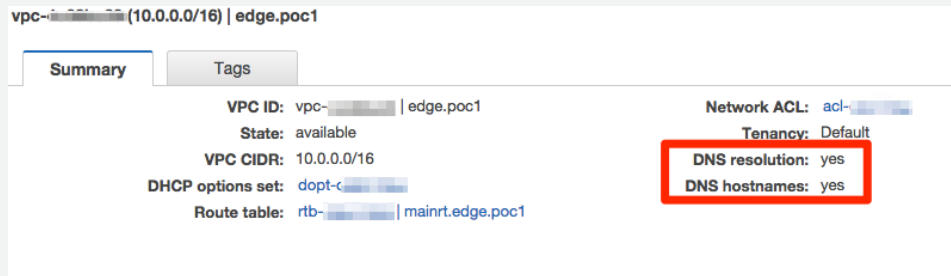 vpc- (10.0.0.0/16) | edge.poc1
Summary
Tags
VPC ID: vpc- | edge.poc1
State: available
VPC CIDR: 10.0.0.0/16
DHCP options set: dopt-
Route table: rtb- | mainrt.edge.poc1
Network ACL: acl-
Tenancy: Default
DNS resolution: yes
DNS hostnames: yes